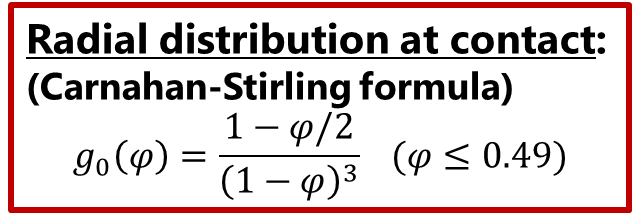 Radial distribution at contact:
(Carnahan-Stirling formula)
g₀(φ) = (1 − φ/2) / (1 − φ)³   (φ ≤ 0.49)